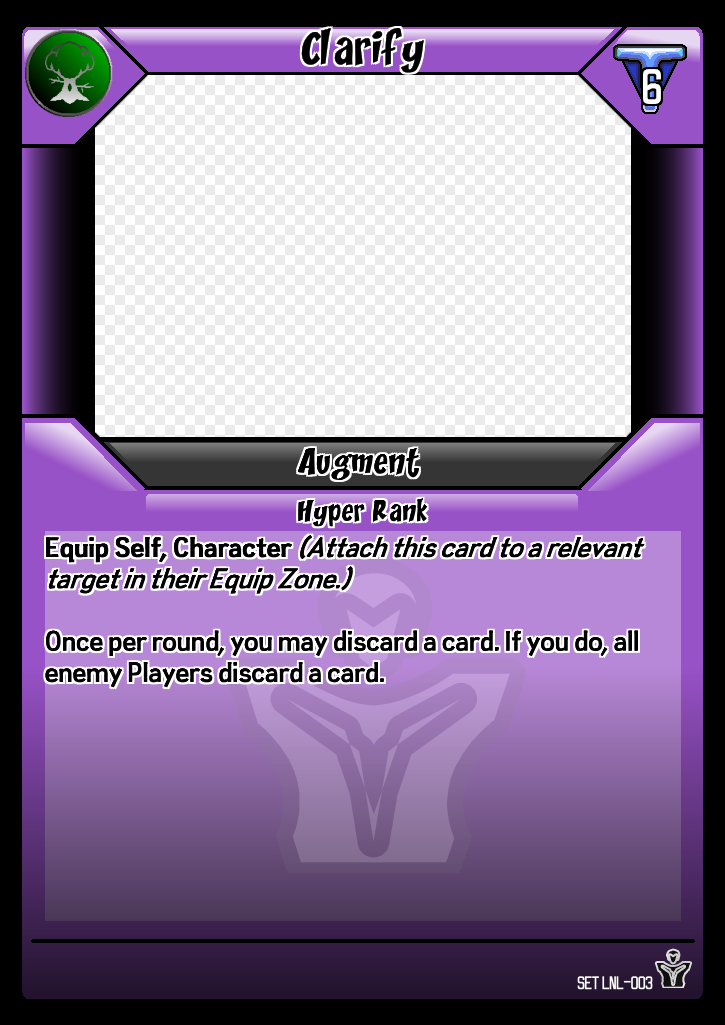 Clarify
6
Augment
Hyper Rank
Equip Self, Character (Attach this card to a relevant
target in their Equip Zone.)
Once per round, you may discard a card. If you do, all
enemy Players discard a card.
SET LNL-003